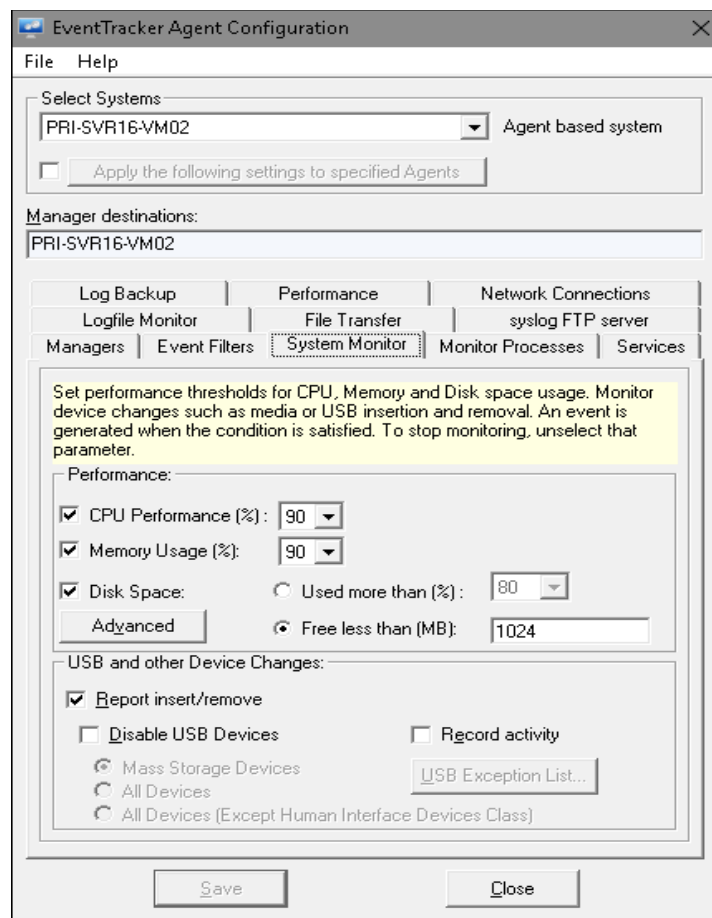 EventTracker Agent Configuration
File Help
Select Systems
PRI-SVR16-VM02 Agent based system
Apply the following settings to specified Agents
Manager destinations:
PRI-SVR16-VM02
Log Backup Performance Network Connections
Logfile Monitor File Transfer syslog FTP server
Managers Event Filters System Monitor Monitor Processes Services
Set performance thresholds for CPU, Memory and Disk space usage. Monitor
device changes such as media or USB insertion and removal. An event is
generated when the condition is satisfied. To stop monitoring, unselect that
parameter.
Performance:
CPU Performance (%) : 90
Memory Usage (%): 90
Disk Space: Used more than (%) : 80
Advanced Free less than (MB): 1024
USB and other Device Changes:
Report insert/remove
Disable USB Devices Record activity
Mass Storage Devices USB Exception List...
All Devices
All Devices (Except Human Interface Devices Class)
Save Close